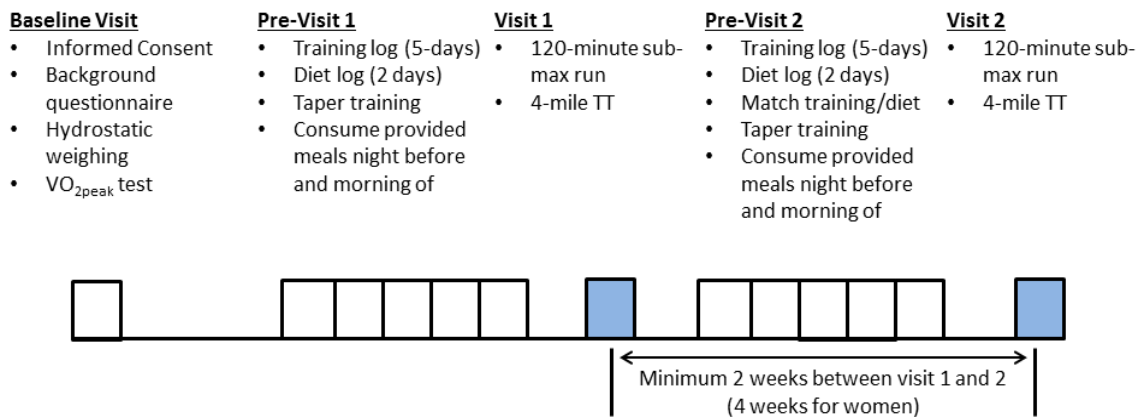 Baseline Visit
• Informed Consent
• Background
questionnaire
• Hydrostatic
weighing
• VO2peak test
Pre-Visit 1
• Training log (5-days)
• Diet log (2 days)
• Taper training
• Consume provided
meals night before
and morning of
Visit 1
• 120-minute sub-
max run
• 4-mile TT
Pre-Visit 2
• Training log (5-days)
• Diet log (2 days)
• Match training/diet
• Taper training
• Consume provided
meals night before
and morning of
Visit 2
• 120-minute sub-
max run
• 4-mile TT
Minimum 2 weeks between visit 1 and 2
(4 weeks for women)